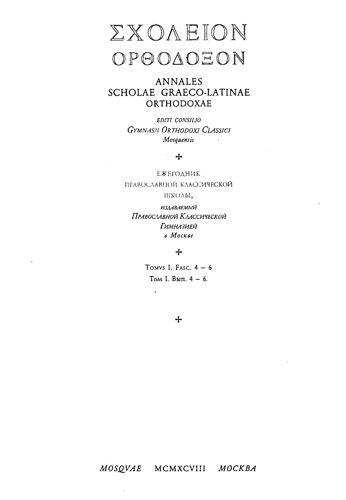 ΣΧΟΛΕΙΟΝ
ΟΡΘΟΔΟΞΟΝ
ANNALES
SCHOLAE GRAECO-LATINAE
ORTHODOXAE
EDITI CONSILIO
GYMNASII ORTHODOXI CLASSICI
Mosquensis
ЕЖЕГОДНИК
ПРАВОСЛАВНОЙ КЛАССИЧЕСКОЙ
ШКОЛЫ,
ИЗДАВАЕМЫЙ
ПРАВОСЛАВНОЙ КЛАССИЧЕСКОЙ
ГИМНАЗИЕЙ
в Москве
TOMVS I. FASC. 4 – 6
ТОМ I. ВЫП. 4 – 6.
MOSQVAE MCMXCVIII МОСКВА